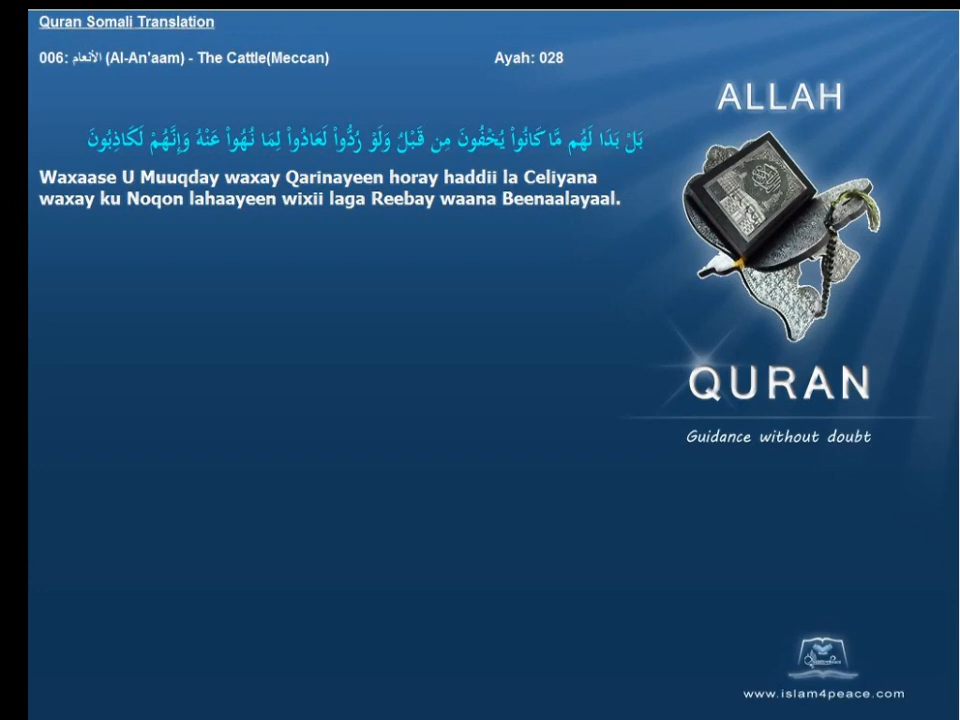 Quran Somali Translation
006: الأنعام (Al-An'aam) - The Cattle(Meccan) Ayah: 028
ALLAH
بَلْ بَدَا لَهُم مَّا كَانُواْ يُخْفُونَ مِن قَبْلُ وَلَوْ رُدُّواْ لَعَادُواْ لِمَا نُهُواْ عَنْهُ وَإِنَّهُمْ لَكَاذِبُونَ
Waxaase U Muuqday waxay Qarinayeen horay haddii la Celiyana
waxay ku Noqon lahaayeen wixii laga Reebay waana Beenaalayaal.
QURAN
Guidance without doubt
www.islam4peace.com